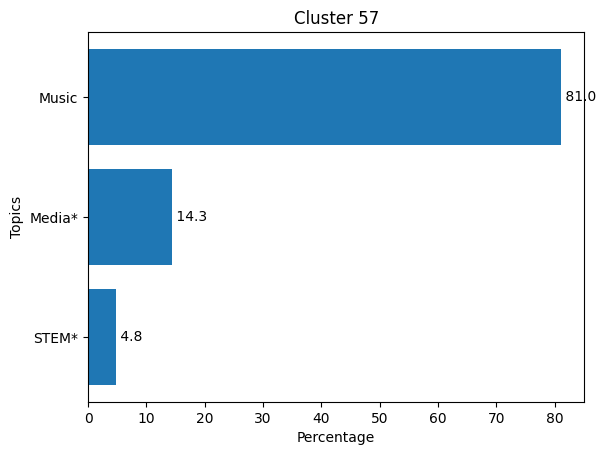 Cluster 57
Topics
Music
81.0
Media*
14.3
STEM*
4.8
0 10 20 30 40 50 60 70 80
Percentage